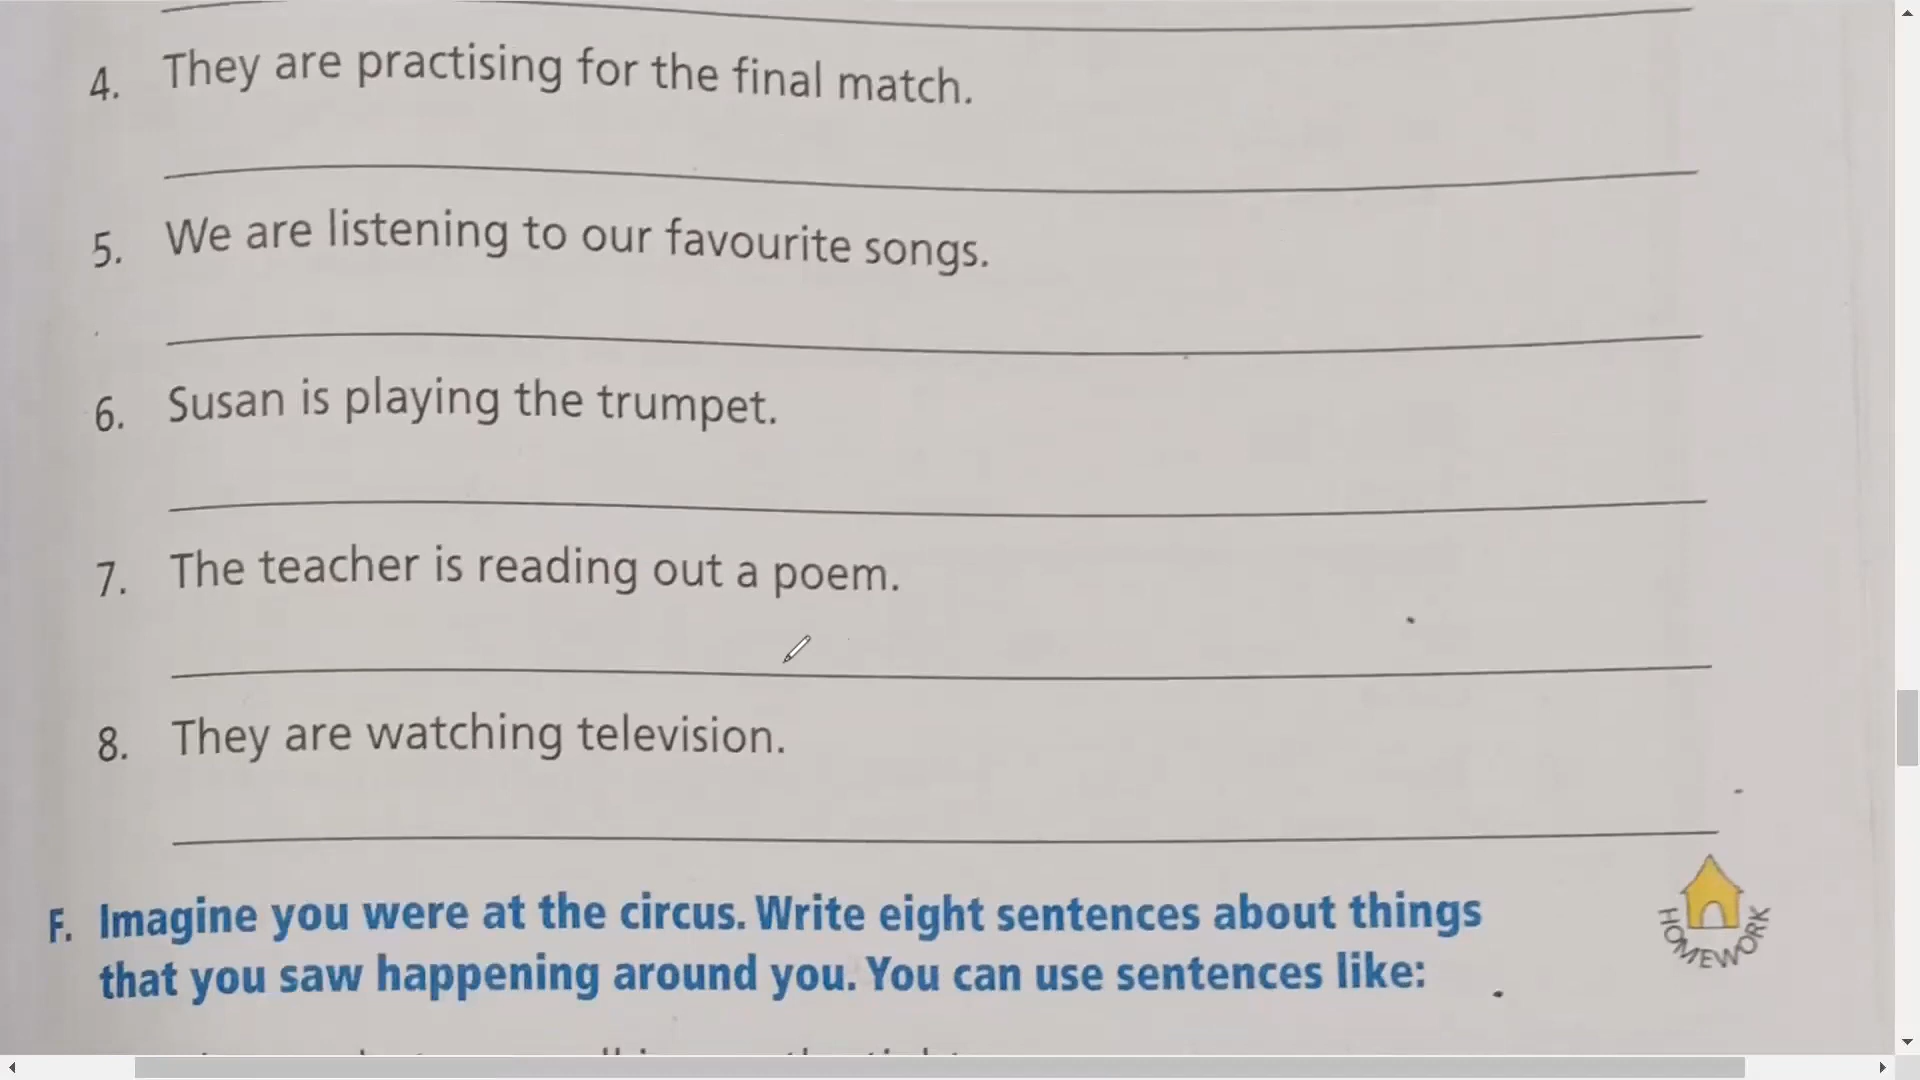 4. They are practising for the final match.
5. We are listening to our favourite songs.
6. Susan is playing the trumpet.
7. The teacher is reading out a poem.
8. They are watching television.
F. Imagine you were at the circus. Write eight sentences about things
that you saw happening around you. You can use sentences like:
HOMEWORK